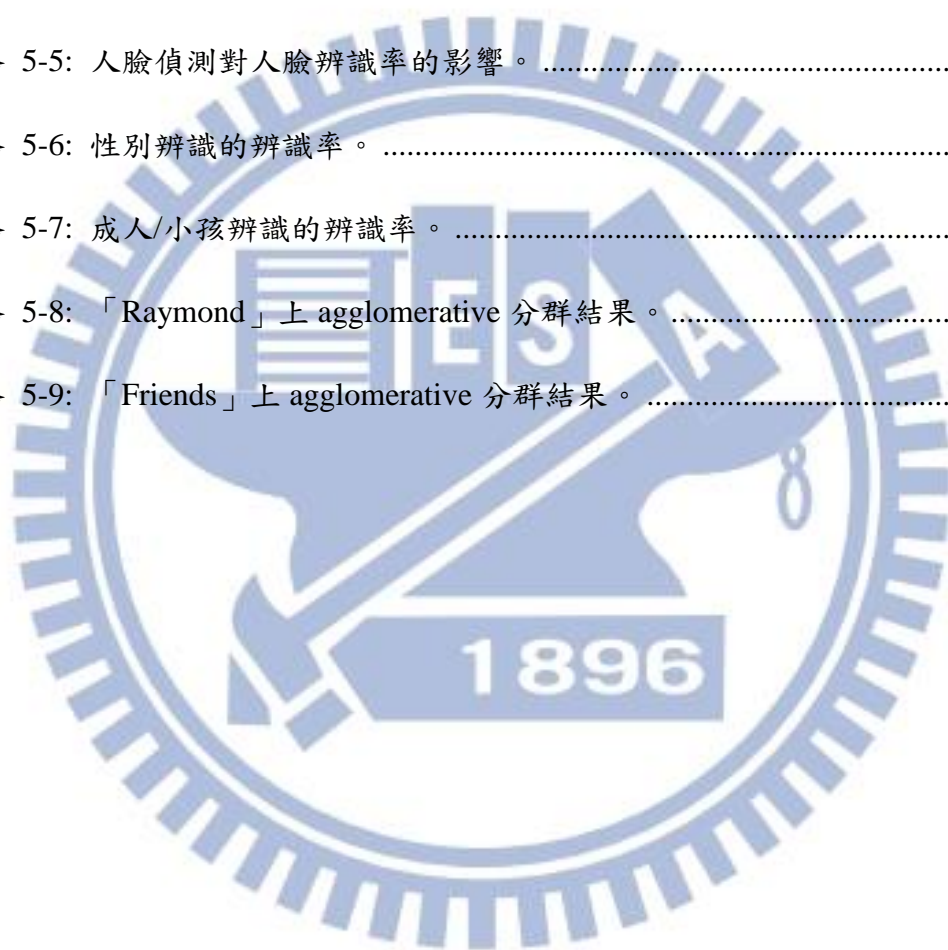 5-5: 人臉偵測對人臉辨識率的影響。 ................................................
5-6: 性別辨識的辨識率。 ................................................................
5-7: 成人/小孩辨識的辨識率。 .......................................................
5-8: 「Raymond」上 agglomerative 分群結果。 ................................
5-9: 「Friends」上 agglomerative 分群結果。 ...................................
E S A
8
1896